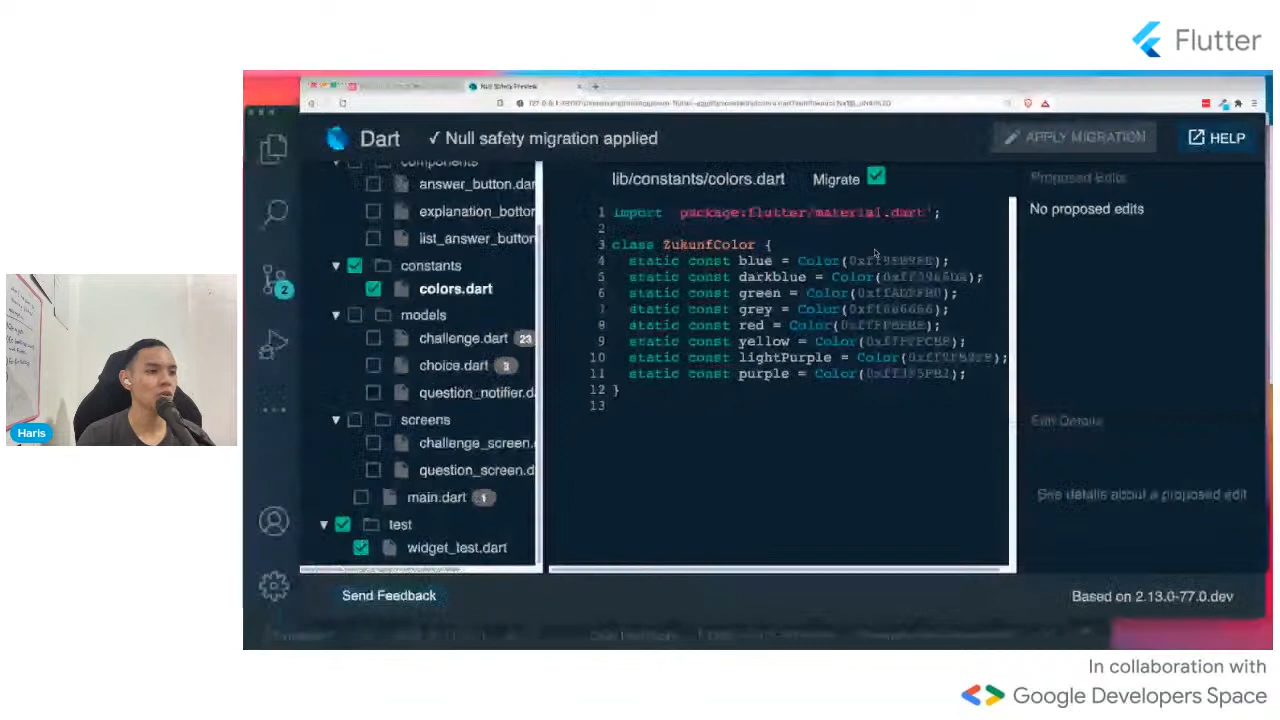 Flutter
Null Safety Preview
Dart
✓ Null safety migration applied
APPLY MIGRATION
HELP
components
answer_button.dar
explanation_bottor
list_answer_button
constants
colors.dart
models
challenge.dart 23
choice.dart 3
question_notifier.d
screens
challenge_screen.
question_screen.d
main.dart 1
test
widget_test.dart
Send Feedback
2
lib/constants/colors.dart
Migrate
1 import 'package:flutter/material.dart';
2
3 class ZukunfColor {
4 static const blue = Color(
5 static const darkblue = Color(
6 static const green = Color(
7 static const grey = Color(0xff666666);
8 static const red = Color(
9 static const yellow = Color(
10 static const lightPurple = Color(
11 static const purple = Color(
12 }
13
Proposed Edits
No proposed edits
Edit Details
See details about a proposed edit
Based on 2.13.0-77.0.dev
Haris
In collaboration with
Google Developers Space